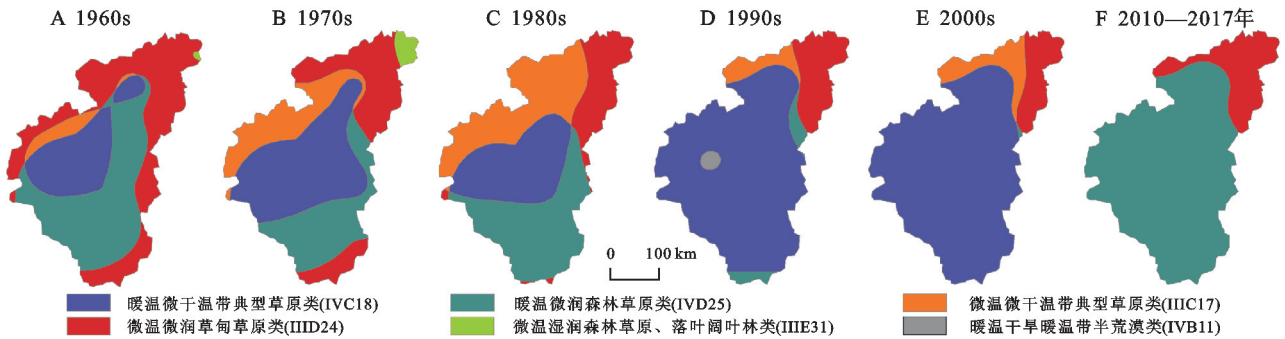 A 1960s
B 1970s
C 1980s
D 1990s
E 2000s
F 2010—2017年
0 100 km
暖温微干温带典型草原类(IVC18)
暖温微润森林草原类(IVD25)
微温微干温带典型草原类(IIIC17)
微温微润草甸草原类(IIID24)
微温湿润森林草原、落叶阔叶林类(IIIE31)
暖温干旱暖温带半荒漠类(IVB11)